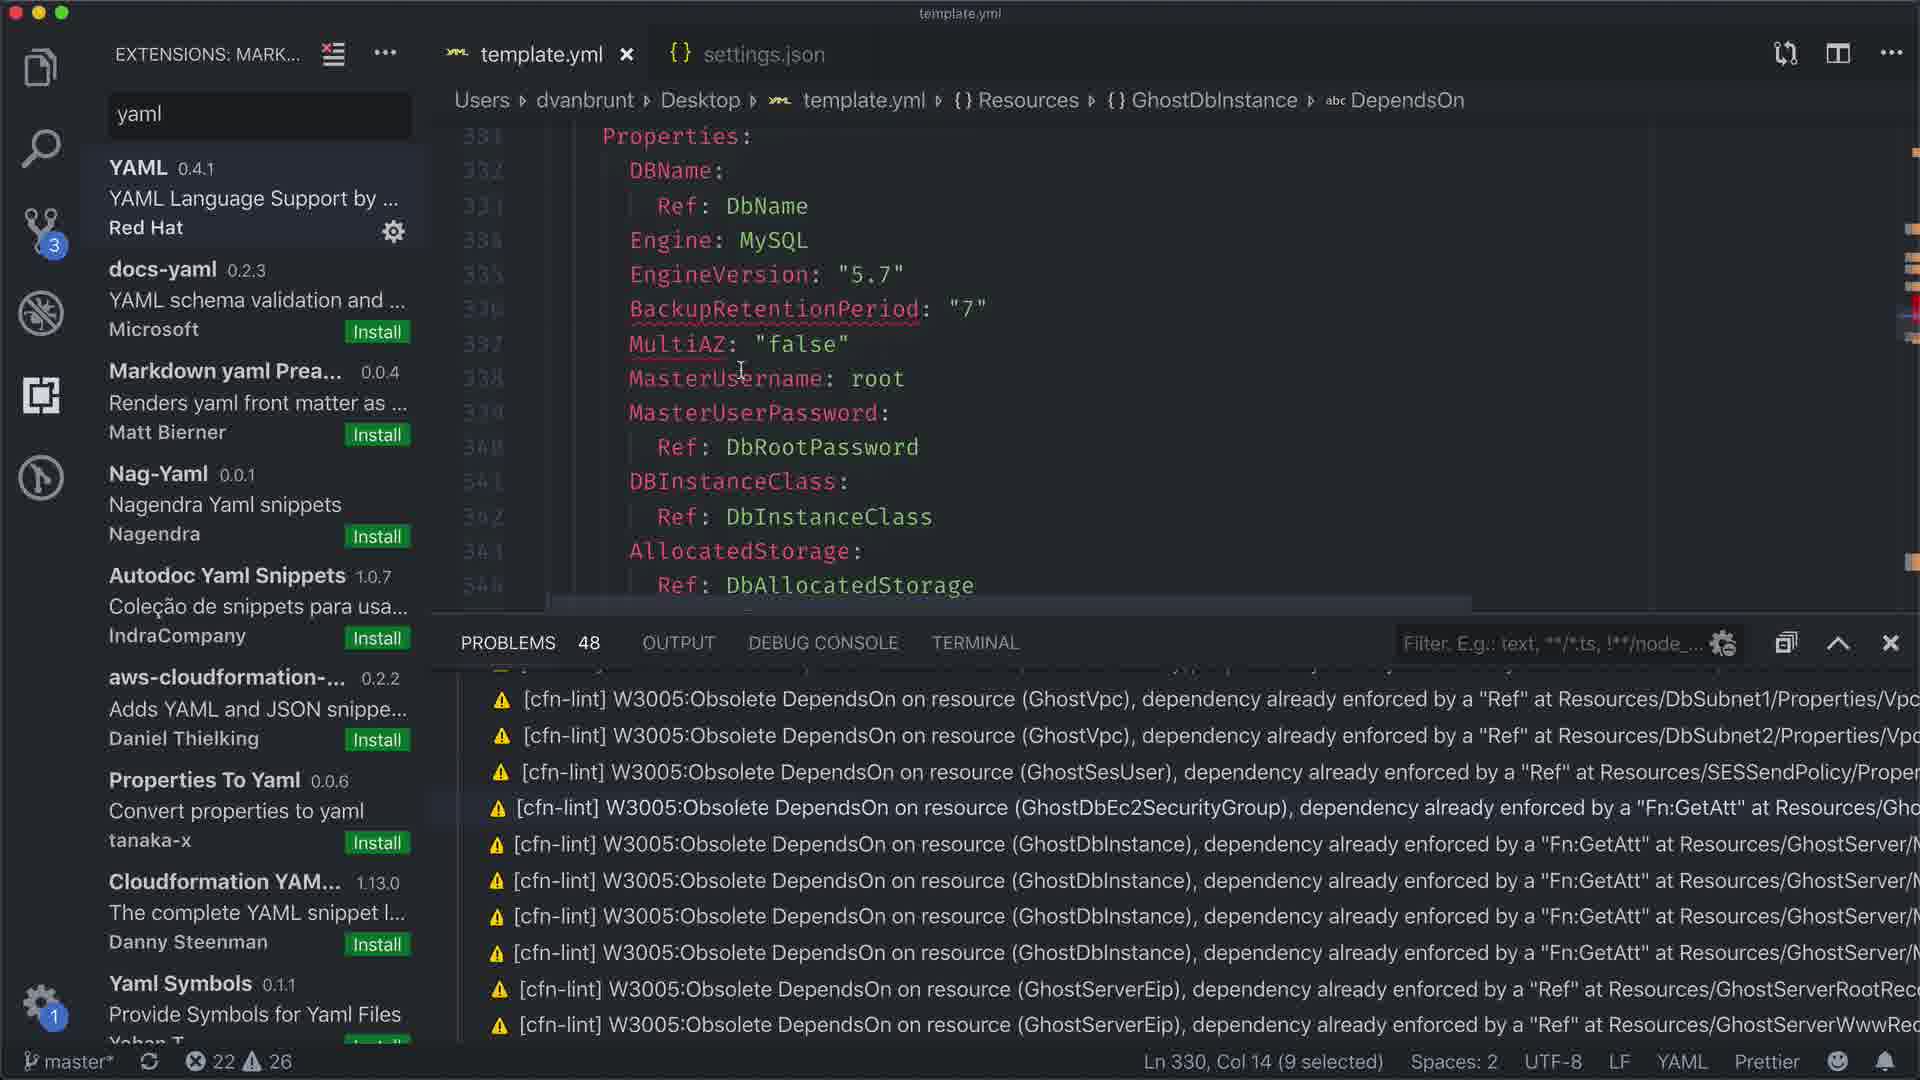 template.yml
EXTENSIONS: MARK...
template.yml
settings.json
yaml
Users
dvanbrunt
Desktop
template.yml
{} Resources
{} GhostDbInstance
abc DependsOn
YAML 0.4.1
YAML Language Support by ...
Red Hat
docs-yaml 0.2.3
YAML schema validation and ...
Microsoft
Install
Markdown yaml Prea... 0.0.4
Renders yaml front matter as ...
Matt Bierner
Install
Nag-Yaml 0.0.1
Nagendra Yaml snippets
Nagendra
Install
Autodoc Yaml Snippets 1.0.7
Coleção de snippets para usa...
IndraCompany
Install
aws-cloudformation-... 0.2.2
Adds YAML and JSON snippe...
Daniel Thielking
Install
Properties To Yaml 0.0.6
Convert properties to yaml
tanaka-x
Install
Cloudformation YAM... 1.13.0
The complete YAML snippet l...
Danny Steenman
Install
Yaml Symbols 0.1.1
Provide Symbols for Yaml Files
331 Properties:
332 DBName:
333 Ref: DbName
334 Engine: MySQL
335 EngineVersion: "5.7"
336 BackupRetentionPeriod: "7"
337 MultiAZ: "false"
338 MasterUsername: root
339 MasterUserPassword:
340 Ref: DbRootPassword
341 DBInstanceClass:
342 Ref: DbInstanceClass
343 AllocatedStorage:
344 Ref: DbAllocatedStorage
PROBLEMS 48
OUTPUT
DEBUG CONSOLE
TERMINAL
Filter. E.g.: text, **/*.ts, !**/node_...
[cfn-lint] W3005:Obsolete DependsOn on resource (GhostVpc), dependency already enforced by a "Ref" at Resources/DbSubnet1/Properties/Vpc
[cfn-lint] W3005:Obsolete DependsOn on resource (GhostVpc), dependency already enforced by a "Ref" at Resources/DbSubnet2/Properties/Vpc
[cfn-lint] W3005:Obsolete DependsOn on resource (GhostSesUser), dependency already enforced by a "Ref" at Resources/SESSendPolicy/Proper
[cfn-lint] W3005:Obsolete DependsOn on resource (GhostDbEc2SecurityGroup), dependency already enforced by a "Fn:GetAtt" at Resources/Gho
[cfn-lint] W3005:Obsolete DependsOn on resource (GhostDbInstance), dependency already enforced by a "Fn:GetAtt" at Resources/GhostServer/M
[cfn-lint] W3005:Obsolete DependsOn on resource (GhostDbInstance), dependency already enforced by a "Fn:GetAtt" at Resources/GhostServer/M
[cfn-lint] W3005:Obsolete DependsOn on resource (GhostDbInstance), dependency already enforced by a "Fn:GetAtt" at Resources/GhostServer/M
[cfn-lint] W3005:Obsolete DependsOn on resource (GhostDbInstance), dependency already enforced by a "Fn:GetAtt" at Resources/GhostServer/M
[cfn-lint] W3005:Obsolete DependsOn on resource (GhostServerEip), dependency already enforced by a "Ref" at Resources/GhostServerRootReco
[cfn-lint] W3005:Obsolete DependsOn on resource (GhostServerEip), dependency already enforced by a "Ref" at Resources/GhostServerWwwRec
3
1
master*
22
26
Ln 330, Col 14 (9 selected)
Spaces: 2
UTF-8
LF
YAML
Prettier